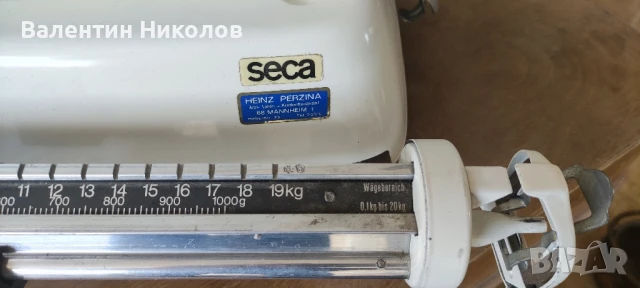 Валентин Николов
seca
HEINZ PERZINA
68 MANNHEIM 1
11 12 13 14 15 16 17 18 19kg
700 800 900 1000g
Wägebereich
0,1kg bis 20kg
BAZAR